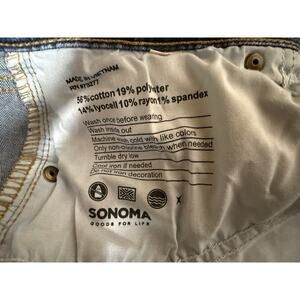 MADE IN VIETNAM
RN #73277
56%cotton 19% polyester
14%lyocell 10% rayon 1% spandex
Wash once before wearing
Wash inside out
Machine wash cold with like colors
Only non-chlorine bleach when needed
Tumble dry low
Cool iron if needed
Do not iron decoration
SONOMA
GOODS FOR LIFE
X